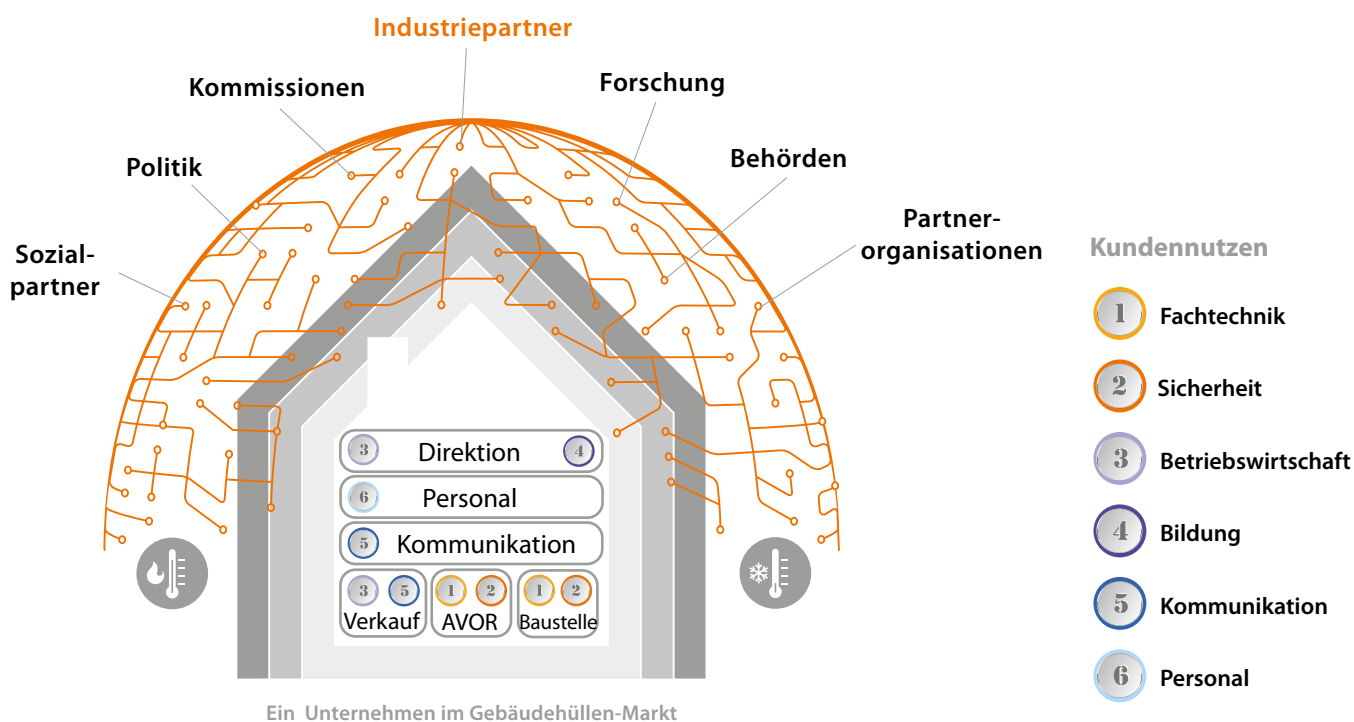 Industriepartner
Kommissionen
Forschung
Politik
Behörden
Sozial-
partner
Partner-
organisationen
3 Direktion 4
6 Personal
5 Kommunikation
3 5
Verkauf
1 2
AVOR
1 2
Baustelle
Ein Unternehmen im Gebäudehüllen-Markt
Kundennutzen
1 Fachtechnik
2 Sicherheit
3 Betriebswirtschaft
4 Bildung
5 Kommunikation
6 Personal